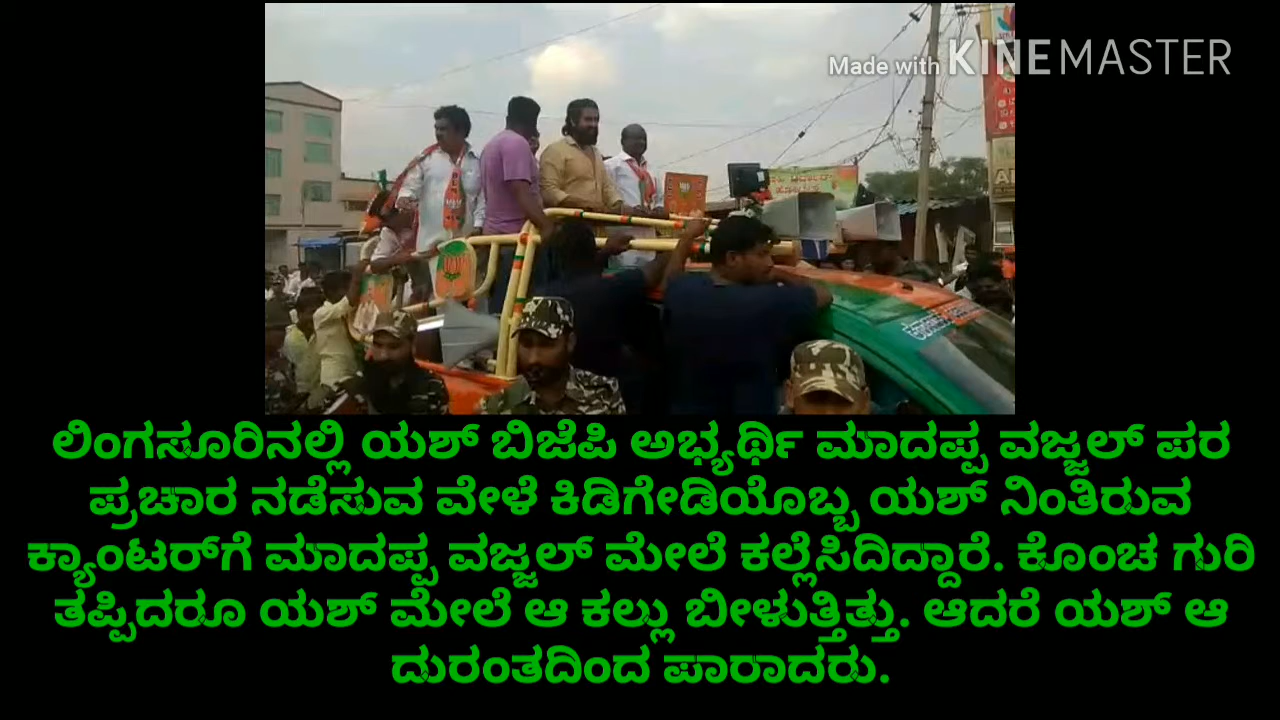 Made with KINEMASTER
ಲಿಂಗಸೂರಿನಲ್ಲಿ ಯಶ್ ಬಿಜೆಪಿ ಅಭ್ಯರ್ಥಿ ಮಾದಪ್ಪ ವಜ್ಜಲ್ ಪರ
ಪ್ರಚಾರ ನಡೆಸುವ ವೇಳೆ ಕಿಡಿಗೇಡಿಯೊಬ್ಬ ಯಶ್ ನಿಂತಿರುವ
ಕ್ಯಾಂಟರ್‌ಗೆ ಮಾದಪ್ಪ ವಜ್ಜಲ್ ಮೇಲೆ ಕಲ್ಲೆಸಿದಿದ್ದಾರೆ. ಕೊಂಚ ಗುರಿ
ತಪ್ಪಿದರೂ ಯಶ್ ಮೇಲೆ ಆ ಕಲ್ಲು ಬೀಳುತ್ತಿತ್ತು. ಆದರೆ ಯಶ್ ಆ
ದುರಂತದಿಂದ ಪಾರಾದರು.